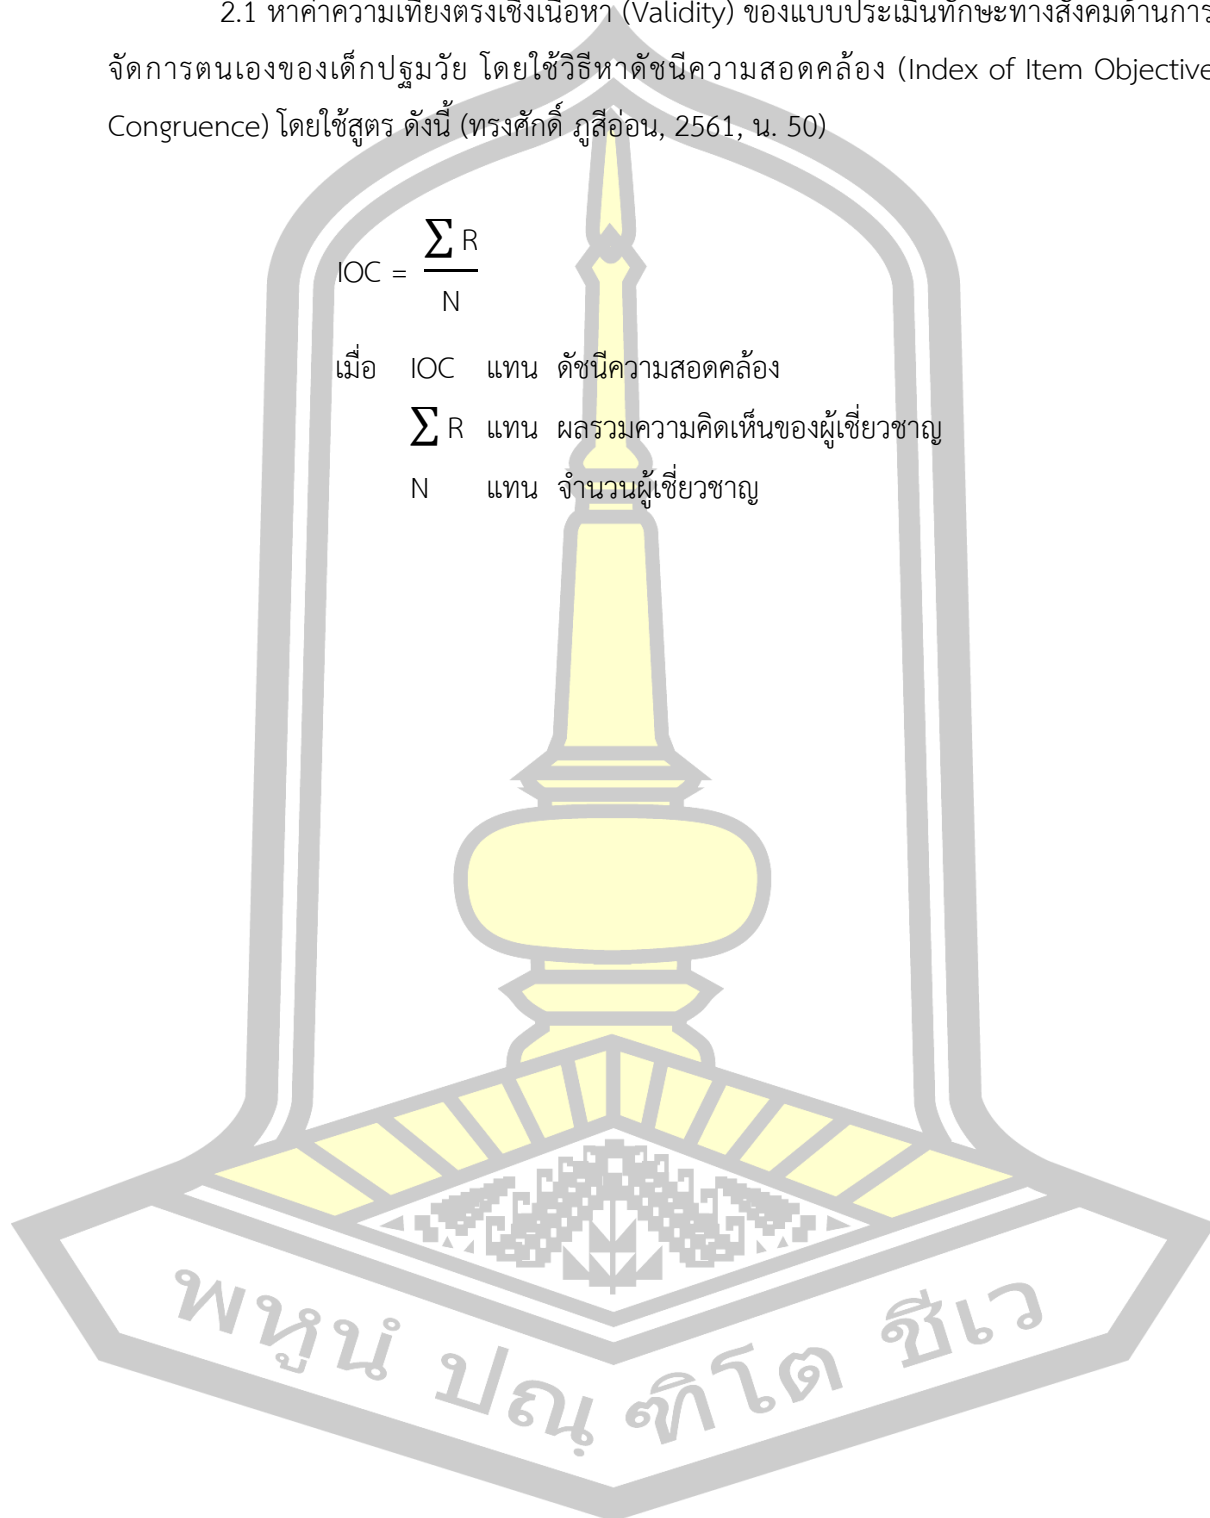 2.1 หาค่าความเที่ยงตรงเชิงเนื้อหา (Validity) ของแบบประเมินทักษะทางสังคมด้านการ
จัดการตนเองของเด็กปฐมวัย โดยใช้วิธีหาดัชนีความสอดคล้อง (Index of Item Objective
Congruence) โดยใช้สูตร ดังนี้ (ทรงศักดิ์ ภูสีอ่อน, 2561, น. 50)
IOC = ∑ R / N
เมื่อ IOC แทน ดัชนีความสอดคล้อง
∑ R แทน ผลรวมความคิดเห็นของผู้เชี่ยวชาญ
N แทน จำนวนผู้เชี่ยวชาญ
พหูนํ ปณฺฑิโต ชีเว